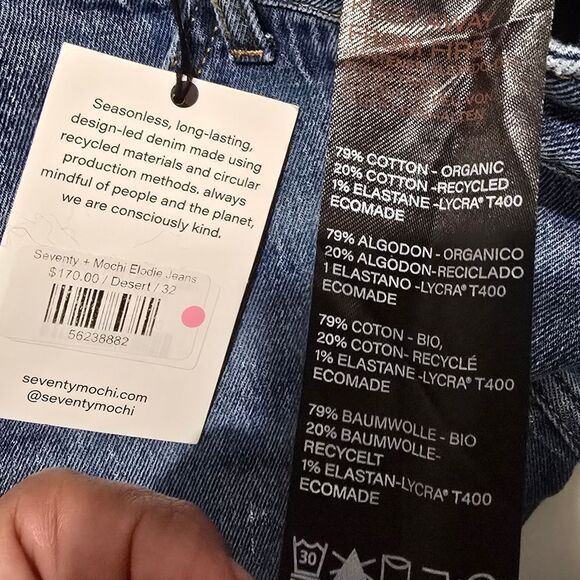 Seasonless, long-lasting,
design-led denim made using
recycled materials and circular
production methods. always
mindful of people and the planet,
we are consciously kind.
Seventy + Mochi Elodie Jeans
$170.00 / Desert / 32
56238882
seventymochi.com
@seventymochi
AWAY
FIRE
VON
79% COTTON - ORGANIC
20% COTTON -RECYCLED
1% ELASTANE -LYCRA® T400
ECOMADE
79% ALGODON - ORGANICO
20% ALGODON-RECICLADO
1 ELASTANO -LYCRA® T400
ECOMADE
79% COTON - BIO,
20% COTON- RECYCLÉ
1% ELASTANE -LYCRA® T400
ECOMADE
79% BAUMWOLLE - BIO
20% BAUMWOLLE-
RECYCELT
1% ELASTAN-LYCRA® T400
ECOMADE
30